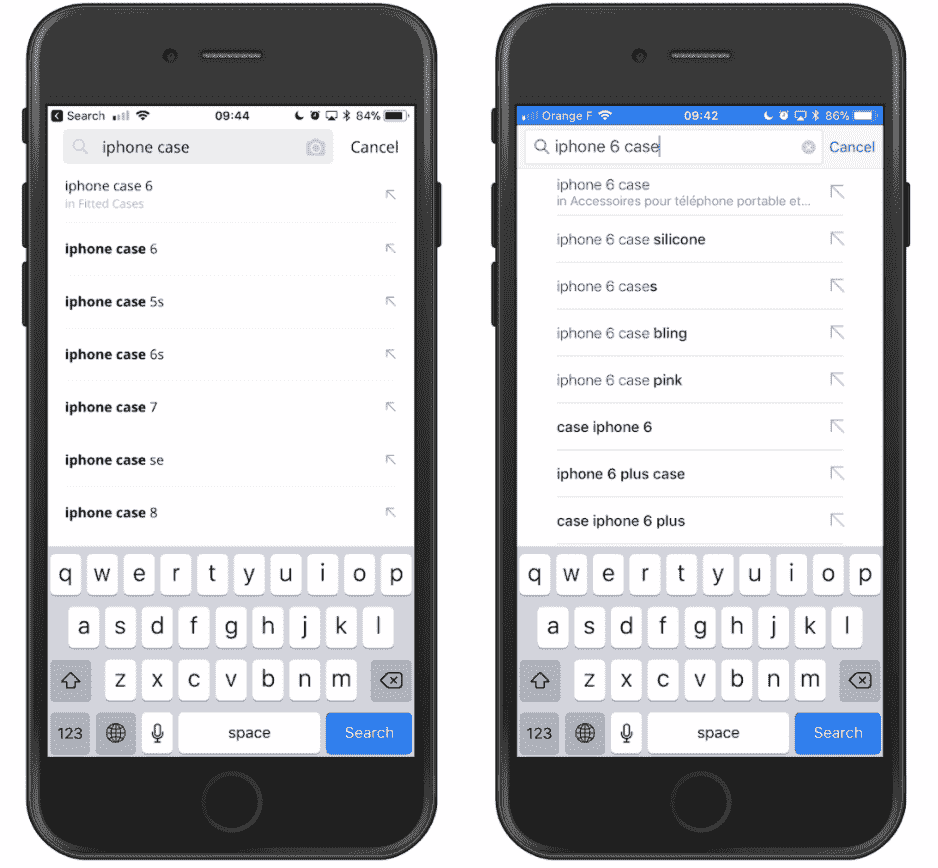 Search 09:44 84%
iphone case Cancel
iphone case 6
in Fitted Cases
iphone case 6
iphone case 5s
iphone case 6s
iphone case 7
iphone case se
iphone case 8
q w e r t y u i o p
a s d f g h j k l
z x c v b n m
123 space Search
Orange F 09:42 86%
iphone 6 case Cancel
iphone 6 case
in Accessoires pour téléphone portable et...
iphone 6 case silicone
iphone 6 cases
iphone 6 case bling
iphone 6 case pink
case iphone 6
iphone 6 plus case
case iphone 6 plus
q w e r t y u i o p
a s d f g h j k l
z x c v b n m
123 space Search